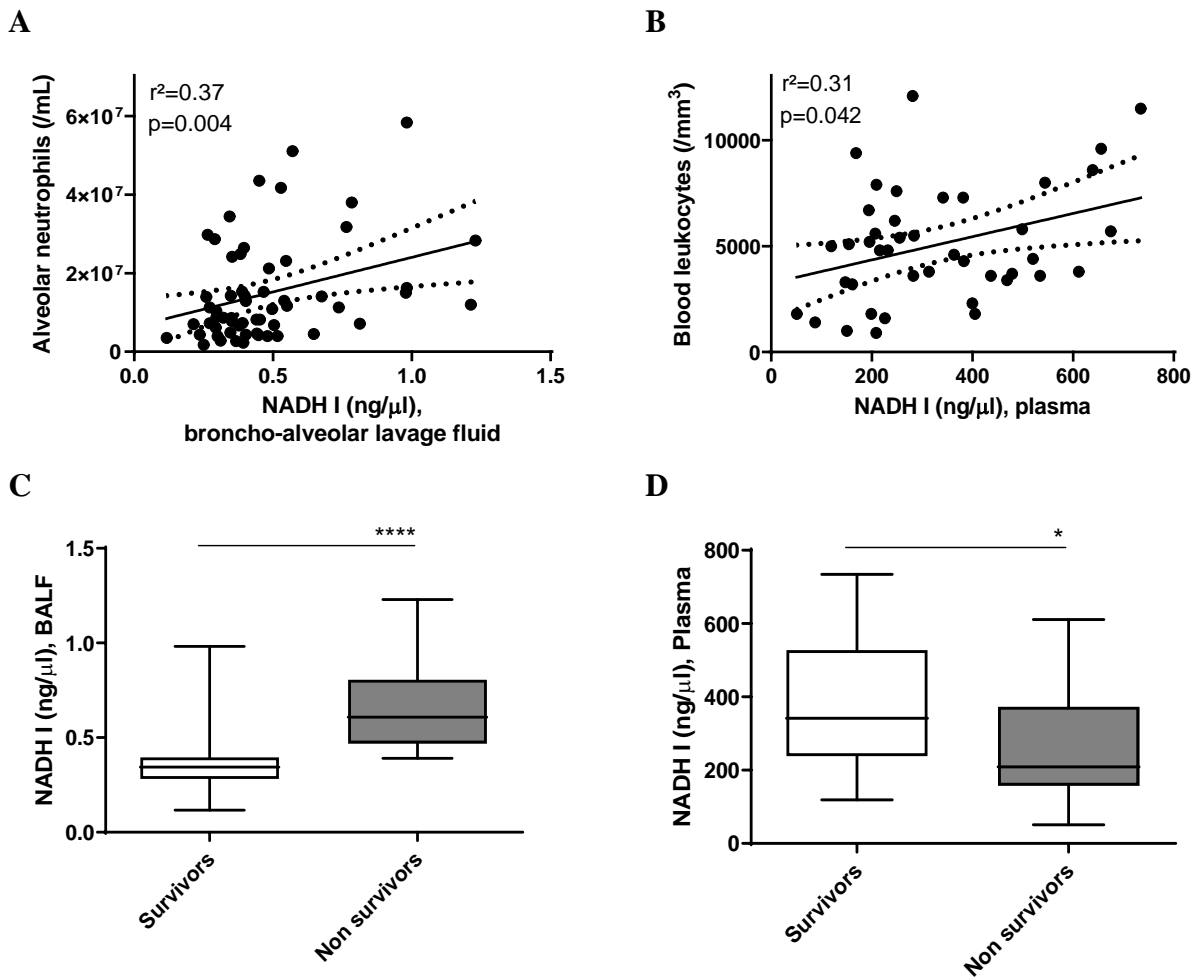 A
B
r²=0.37
p=0.004
6×10⁷
4×10⁷
2×10⁷
0
Alveolar neutrophils (/mL)
0.0 0.5 1.0 1.5
NADH I (ng/μl),
broncho-alveolar lavage fluid
r²=0.31
p=0.042
10000
5000
0
Blood leukocytes (/mm³)
0 200 400 600 800
NADH I (ng/μl), plasma
C
D
****
1.5
1.0
0.5
0.0
NADH I (ng/μl), BALF
Survivors
Non survivors
*
800
600
400
200
0
NADH I (ng/μl), Plasma
Survivors
Non survivors